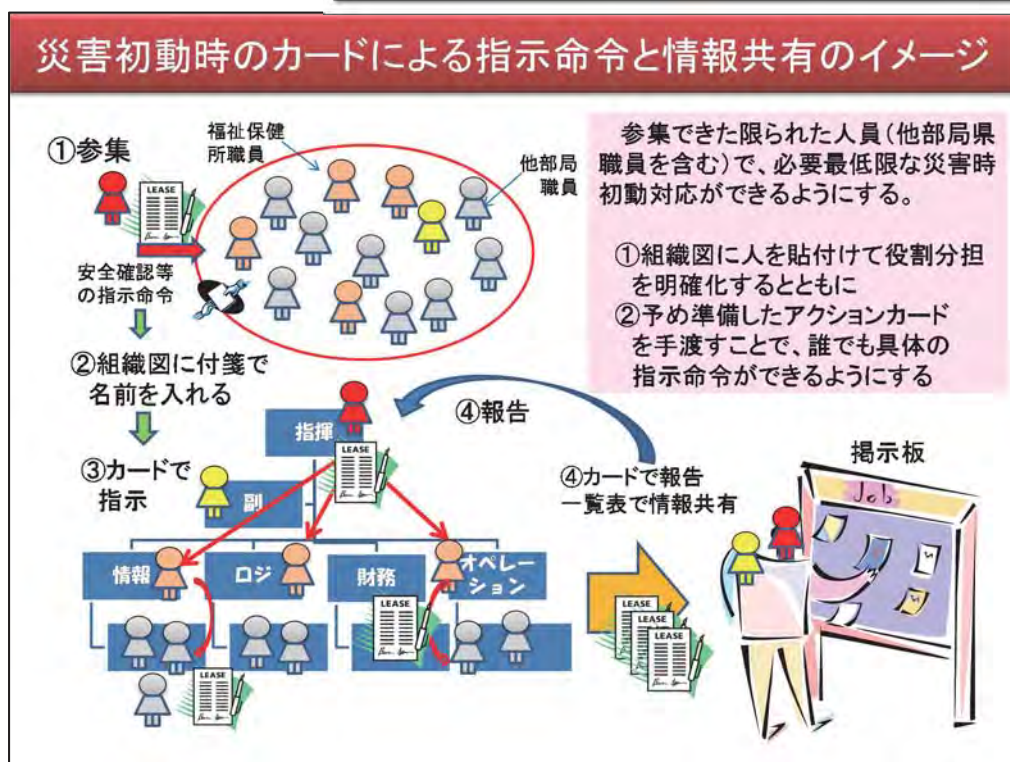 災害初動時のカードによる指示命令と情報共有のイメージ
①参集
福祉保健
所職員
他部局
職員
LEASE
安全確認等
の指示命令
②組織図に付箋で
名前を入れる
③カードで
指示
参集できた限られた人員(他部局県
職員を含む)で、必要最低限な災害時
初動対応ができるようにする。
①組織図に人を貼付けて役割分担
を明確化するとともに
②予め準備したアクションカード
を手渡すことで、誰でも具体の
指示命令ができるようにする
④報告
指揮
LEASE
副
情報
ロジ
財務
オペレー
ション
LEASE
LEASE
④カードで報告
一覧表で情報共有
LEASE
LEASE
LEASE
掲示板
Job